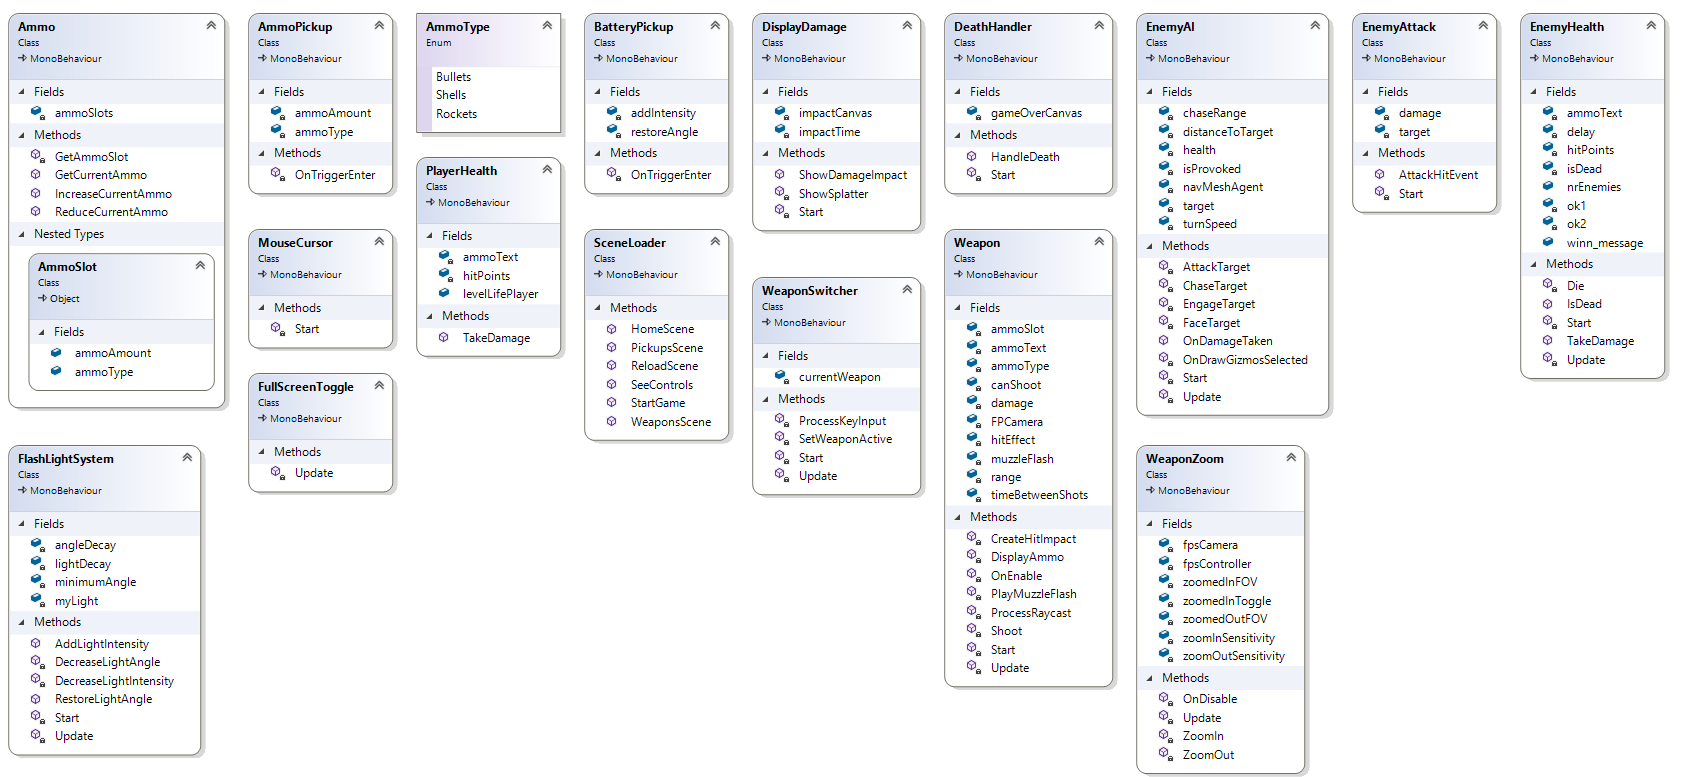 Ammo
Class
MonoBehaviour
Fields
ammoSlots
Methods
GetAmmoSlot
GetCurrentAmmo
IncreaseCurrentAmmo
ReduceCurrentAmmo
Nested Types
AmmoSlot
Class
Object
Fields
ammoAmount
ammoType
FlashLightSystem
Class
MonoBehaviour
Fields
angleDecay
lightDecay
minimumAngle
myLight
Methods
AddLightIntensity
DecreaseLightAngle
DecreaseLightIntensity
RestoreLightAngle
Start
Update
AmmoPickup
Class
MonoBehaviour
Fields
ammoAmount
ammoType
Methods
OnTriggerEnter
MouseCursor
Class
MonoBehaviour
Methods
Start
FullScreenToggle
Class
MonoBehaviour
Methods
Update
AmmoType
Enum
Bullets
Shells
Rockets
PlayerHealth
Class
MonoBehaviour
Fields
ammoText
hitPoints
levelLifePlayer
Methods
TakeDamage
BatteryPickup
Class
MonoBehaviour
Fields
addIntensity
restoreAngle
Methods
OnTriggerEnter
SceneLoader
Class
MonoBehaviour
Methods
HomeScene
PickupsScene
ReloadScene
SeeControls
StartGame
WeaponsScene
DisplayDamage
Class
MonoBehaviour
Fields
impactCanvas
impactTime
Methods
ShowDamageImpact
ShowSplatter
Start
WeaponSwitcher
Class
MonoBehaviour
Fields
currentWeapon
Methods
ProcessKeyInput
SetWeaponActive
Start
Update
DeathHandler
Class
MonoBehaviour
Fields
gameOverCanvas
Methods
HandleDeath
Start
Weapon
Class
MonoBehaviour
Fields
ammoSlot
ammoText
ammoType
canShoot
damage
FPCamera
hitEffect
muzzleFlash
range
timeBetweenShots
Methods
CreateHitImpact
DisplayAmmo
OnEnable
PlayMuzzleFlash
ProcessRaycast
Shoot
Start
Update
EnemyAI
Class
MonoBehaviour
Fields
chaseRange
distanceToTarget
health
isProvoked
navMeshAgent
target
turnSpeed
Methods
AttackTarget
ChaseTarget
EngageTarget
FaceTarget
OnDamageTaken
OnDrawGizmosSelected
Start
Update
WeaponZoom
Class
MonoBehaviour
Fields
fpsCamera
fpsController
zoomedInFOV
zoomedInToggle
zoomedOutFOV
zoomInSensitivity
zoomOutSensitivity
Methods
OnDisable
Update
ZoomIn
ZoomOut
EnemyAttack
Class
MonoBehaviour
Fields
damage
target
Methods
AttackHitEvent
Start
EnemyHealth
Class
MonoBehaviour
Fields
ammoText
delay
hitPoints
isDead
nrEnemies
ok1
ok2
winn_message
Methods
Die
IsDead
Start
TakeDamage
Update